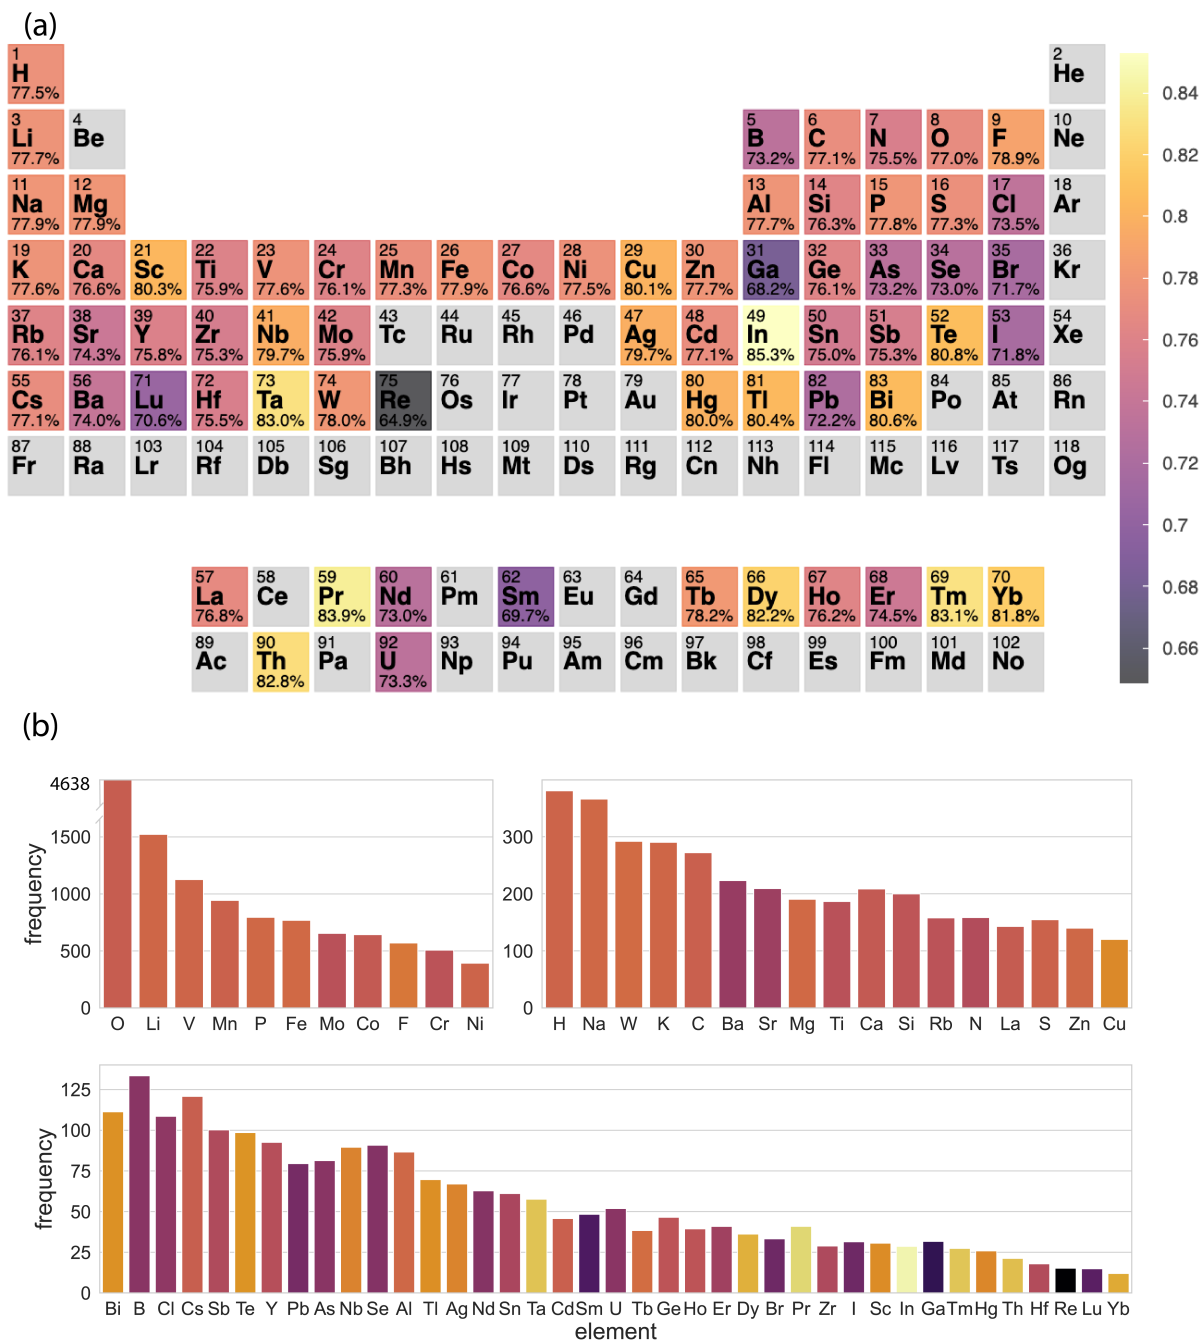 (a)
1 2
H He
77.5%
3 4 5 6 7 8 9 10
Li Be B C N O F Ne
77.7% 73.2% 77.1% 75.5% 77.0% 78.9%
11 12 13 14 15 16 17 18
Na Mg Al Si P S Cl Ar
77.9% 77.9% 77.7% 76.3% 77.8% 77.3% 73.5%
19 20 21 22 23 24 25 26 27 28 29 30 31 32 33 34 35 36
K Ca Sc Ti V Cr Mn Fe Co Ni Cu Zn Ga Ge As Se Br Kr
77.6% 76.6% 80.3% 75.9% 77.6% 76.1% 77.3% 77.9% 76.6% 77.5% 80.1% 77.7% 68.2% 76.1% 73.2% 73.0% 71.7%
37 38 39 40 41 42 43 44 45 46 47 48 49 50 51 52 53 54
Rb Sr Y Zr Nb Mo Tc Ru Rh Pd Ag Cd In Sn Sb Te I Xe
76.1% 74.3% 75.8% 75.3% 79.7% 75.9% 79.7% 77.1% 85.3% 75.0% 75.3% 80.8% 71.8%
55 56 71 72 73 74 75 76 77 78 79 80 81 82 83 84 85 86
Cs Ba Lu Hf Ta W Re Os Ir Pt Au Hg Tl Pb Bi Po At Rn
77.1% 74.0% 70.6% 75.5% 83.0% 78.0% 64.9% 80.0% 80.4% 72.2% 80.6%
87 88 103 104 105 106 107 108 109 110 111 112 113 114 115 116 117 118
Fr Ra Lr Rf Db Sg Bh Hs Mt Ds Rg Cn Nh Fl Mc Lv Ts Og
57 58 59 60 61 62 63 64 65 66 67 68 69 70
La Ce Pr Nd Pm Sm Eu Gd Tb Dy Ho Er Tm Yb
76.8% 83.9% 73.0% 69.7% 78.2% 82.2% 76.2% 74.5% 83.1% 81.8%
89 90 91 92 93 94 95 96 97 98 99 100 101 102
Ac Th Pa U Np Pu Am Cm Bk Cf Es Fm Md No
82.8% 73.3%
0.84
0.82
0.8
0.78
0.76
0.74
0.72
0.7
0.68
0.66
(b)
frequency
4638
1500
1000
500
0
O Li V Mn P Fe Mo Co F Cr Ni
300
200
100
0
H Na W K C Ba Sr Mg Ti Ca Si Rb N La S Zn Cu
frequency
125
100
75
50
25
0
Bi B Cl Cs Sb Te Y Pb As Nb Se Al Tl Ag Nd Sn Ta Cd Sm U Tb Ge Ho Er Dy Br Pr Zr I Sc In Ga Tm Hg Th Hf Re Lu Yb
element